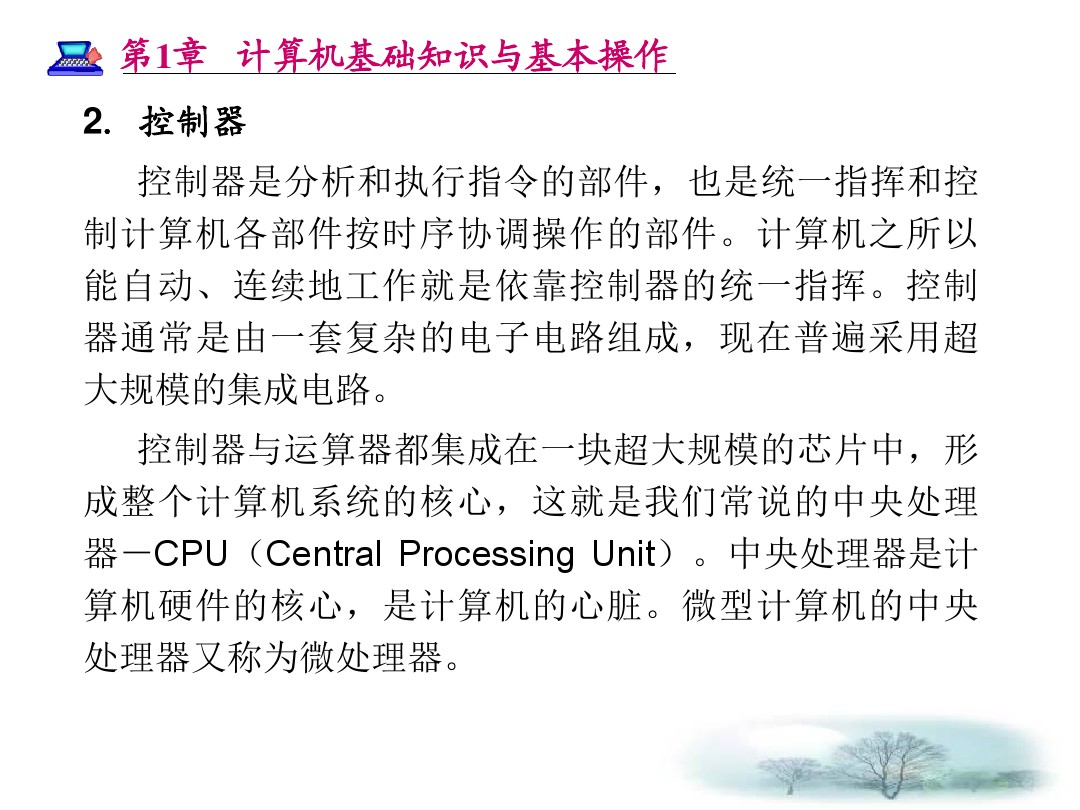 第1章 计算机基础知识与基本操作
2. 控制器
控制器是分析和执行指令的部件，也是统一指挥和控
制计算机各部件按时序协调操作的部件。计算机之所以
能自动、连续地工作就是依靠控制器的统一指挥。控制
器通常是由一套复杂的电子电路组成，现在普遍采用超
大规模的集成电路。
控制器与运算器都集成在一块超大规模的芯片中，形
成整个计算机系统的核心，这就是我们常说的中央处理
器－CPU（Central Processing Unit）。中央处理器是计
算机硬件的核心，是计算机的心脏。微型计算机的中央
处理器又称为微处理器。